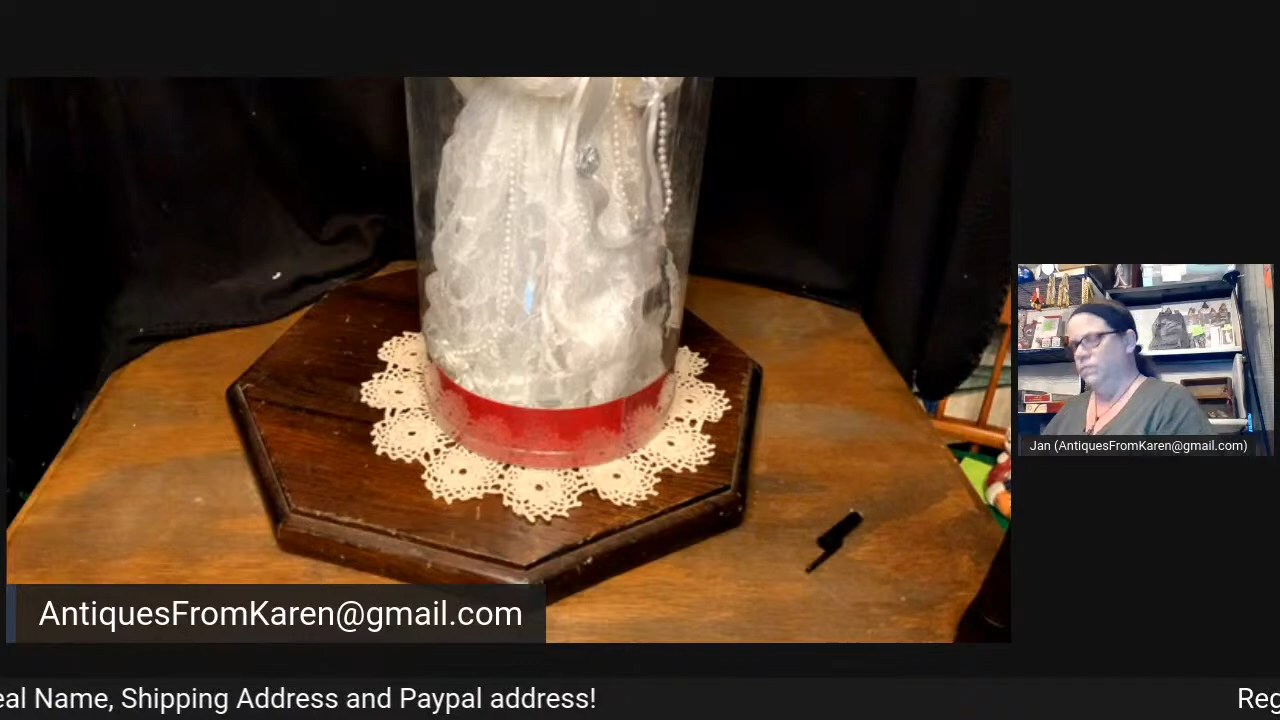 Jan (AntiquesFromKaren@gmail.com)
AntiquesFromKaren@gmail.com
eal Name, Shipping Address and Paypal address!
Reg